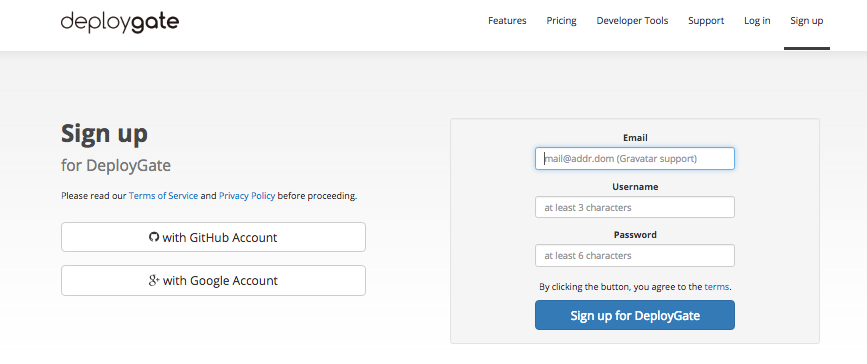 deploygate
Features Pricing Developer Tools Support Log in Sign up
Sign up
for DeployGate
Please read our Terms of Service and Privacy Policy before proceeding.
with GitHub Account
with Google Account
Email
mail@addr.dom (Gravatar support)
Username
at least 3 characters
Password
at least 6 characters
By clicking the button, you agree to the terms.
Sign up for DeployGate